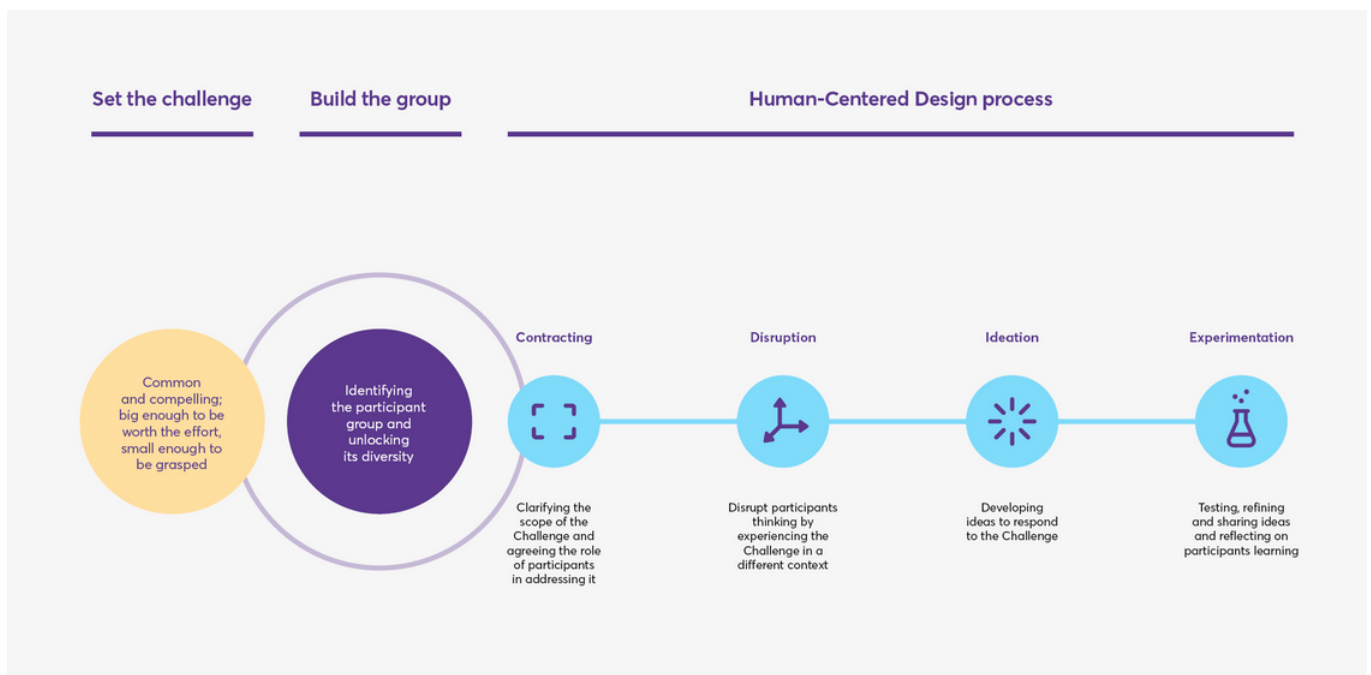 Set the challenge
Build the group
Human-Centered Design process
Common
and compelling;
big enough to be
worth the effort,
small enough to
be grasped
Identifying
the participant
group and
unlocking
its diversity
Contracting
Clarifying the
scope of the
Challenge and
agreeing the role
of participants
in addressing it
Disruption
Disrupt participants
thinking by
experiencing the
Challenge in a
different context
Ideation
Developing
ideas to respond
to the Challenge
Experimentation
Testing, refining
and sharing ideas
and reflecting on
participants learning